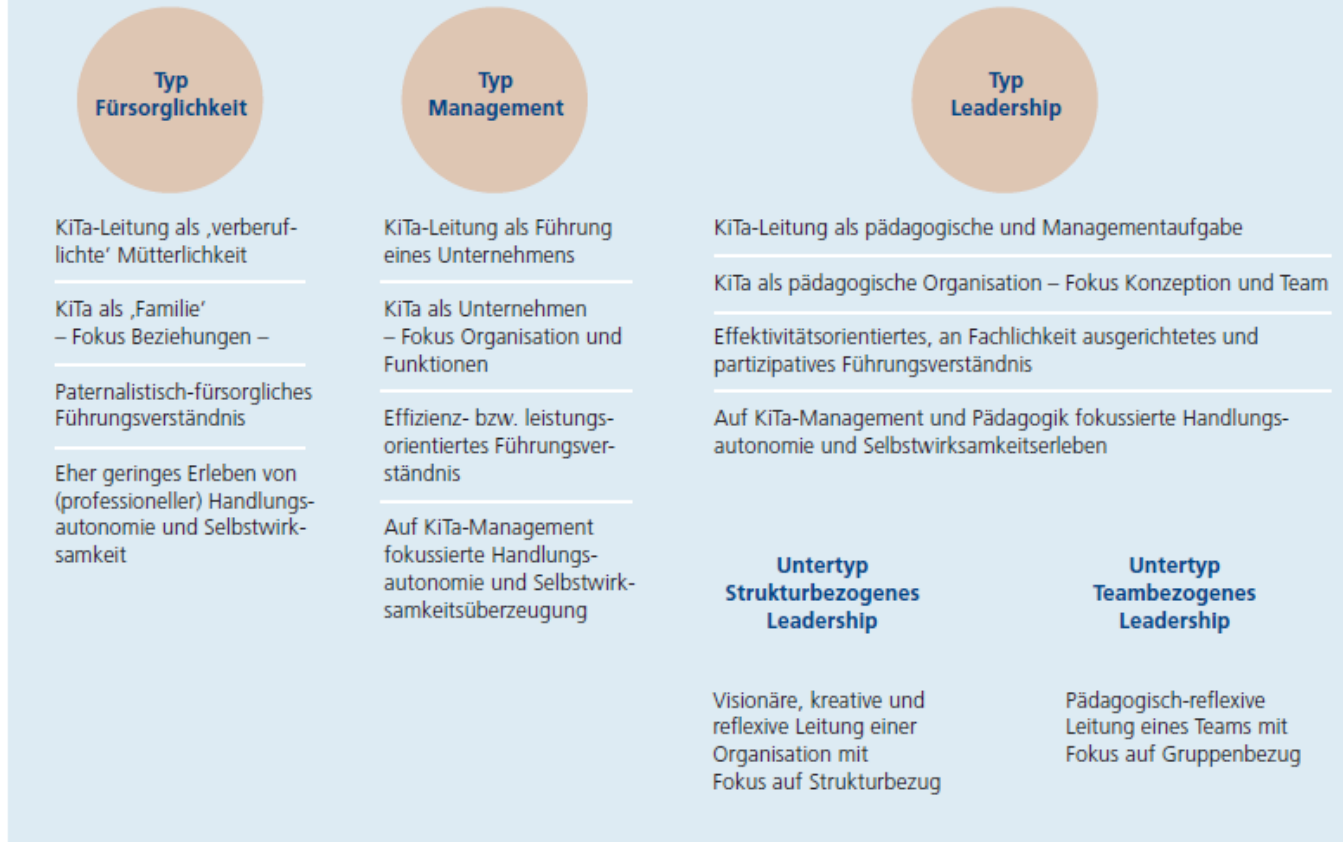 Typ
Fürsorglichkeit
KiTa-Leitung als ‚verberuf-
lichte‘ Mütterlichkeit
KiTa als ‚Familie‘
– Fokus Beziehungen –
Paternalistisch-fürsorgliches
Führungsverständnis
Eher geringes Erleben von
(professioneller) Handlungs-
autonomie und Selbstwirk-
samkeit
Typ
Management
KiTa-Leitung als Führung
eines Unternehmens
KiTa als Unternehmen
– Fokus Organisation und
Funktionen
Effizienz- bzw. leistungs-
orientiertes Führungsver-
ständnis
Auf KiTa-Management
fokussierte Handlungs-
autonomie und Selbstwirk-
samkeitsüberzeugung
Typ
Leadership
KiTa-Leitung als pädagogische und Managementaufgabe
KiTa als pädagogische Organisation – Fokus Konzeption und Team
Effektivitätsorientiertes, an Fachlichkeit ausgerichtetes und
partizipatives Führungsverständnis
Auf KiTa-Management und Pädagogik fokussierte Handlungs-
autonomie und Selbstwirksamkeitserleben
Untertyp
Strukturbezogenes
Leadership
Visionäre, kreative und
reflexive Leitung einer
Organisation mit
Fokus auf Strukturbezug
Untertyp
Teambezogenes
Leadership
Pädagogisch-reflexive
Leitung eines Teams mit
Fokus auf Gruppenbezug